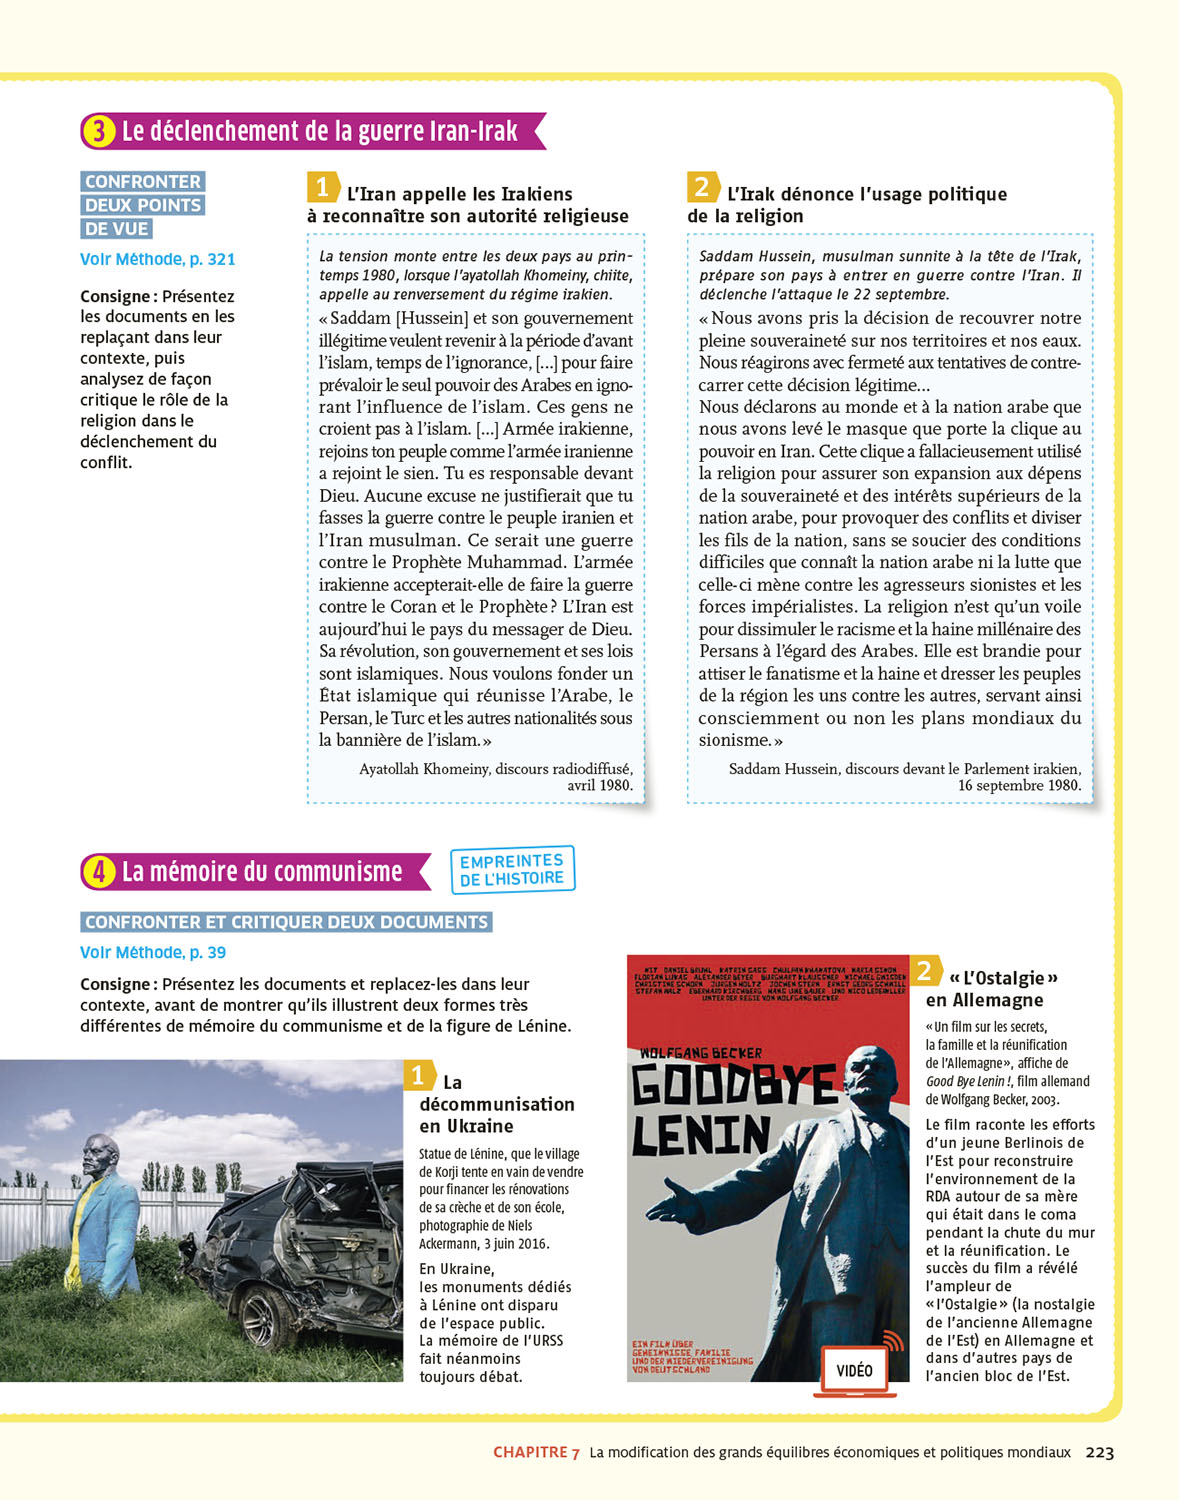 3 Le déclenchement de la guerre Iran-Irak
CONFRONTER
DEUX POINTS
DE VUE
Voir Méthode, p. 321
Consigne : Présentez
les documents en les
replaçant dans leur
contexte, puis
analysez de façon
critique le rôle de la
religion dans le
déclenchement du
conflit.
1 L'Iran appelle les Irakiens
à reconnaître son autorité religieuse
La tension monte entre les deux pays au prin-
temps 1980, lorsque l'ayatollah Khomeiny, chiite,
appelle au renversement du régime irakien.
« Saddam [Hussein] et son gouvernement
illégitime veulent revenir à la période d'avant
l'islam, temps de l'ignorance, [...] pour faire
prévaloir le seul pouvoir des Arabes en igno-
rant l'influence de l'islam. Ces gens ne
croient pas à l'islam. [...] Armée irakienne,
rejoins ton peuple comme l'armée iranienne
a rejoint le sien. Tu es responsable devant
Dieu. Aucune excuse ne justifierait que tu
fasses la guerre contre le peuple iranien et
l'Iran musulman. Ce serait une guerre
contre le Prophète Muhammad. L'armée
irakienne accepterait-elle de faire la guerre
contre le Coran et le Prophète ? L'Iran est
aujourd'hui le pays du messager de Dieu.
Sa révolution, son gouvernement et ses lois
sont islamiques. Nous voulons fonder un
État islamique qui réunisse l'Arabe, le
Persan, le Turc et les autres nationalités sous
la bannière de l'islam. »
Ayatollah Khomeiny, discours radiodiffusé,
avril 1980.
2 L'Irak dénonce l'usage politique
de la religion
Saddam Hussein, musulman sunnite à la tête de l'Irak,
prépare son pays à entrer en guerre contre l'Iran. Il
déclenche l'attaque le 22 septembre.
« Nous avons pris la décision de recouvrer notre
pleine souveraineté sur nos territoires et nos eaux.
Nous réagirons avec fermeté aux tentatives de contre-
carrer cette décision légitime...
Nous déclarons au monde et à la nation arabe que
nous avons levé le masque que porte la clique au
pouvoir en Iran. Cette clique a fallacieusement utilisé
la religion pour assurer son expansion aux dépens
de la souveraineté et des intérêts supérieurs de la
nation arabe, pour provoquer des conflits et diviser
les fils de la nation, sans se soucier des conditions
difficiles que connaît la nation arabe ni la lutte que
celle-ci mène contre les agresseurs sionistes et les
forces impérialistes. La religion n'est qu'un voile
pour dissimuler le racisme et la haine millénaire des
Persans à l'égard des Arabes. Elle est brandie pour
attiser le fanatisme et la haine et dresser les peuples
de la région les uns contre les autres, servant ainsi
consciemment ou non les plans mondiaux du
sionisme. »
Saddam Hussein, discours devant le Parlement irakien,
16 septembre 1980.
4 La mémoire du communisme
EMPREINTES
DE L'HISTOIRE
CONFRONTER ET CRITIQUER DEUX DOCUMENTS
Voir Méthode, p. 39
Consigne : Présentez les documents et replacez-les dans leur
contexte, avant de montrer qu'ils illustrent deux formes très
différentes de mémoire du communisme et de la figure de Lénine.
1 La
décommunisation
en Ukraine
Statue de Lénine, que le village
de Korji tente en vain de vendre
pour financer les rénovations
de sa crèche et de son école,
photographie de Niels
Ackermann, 3 juin 2016.
En Ukraine,
les monuments dédiés
à Lénine ont disparu
de l'espace public.
La mémoire de l'URSS
fait néanmoins
toujours débat.
MIT DANIEL BRÜHL KATRIN SASS CHULPAN KHAMATOVA MARIA SIMON
FLORIAN LUKAS ALEXANDER BEYER BURGHART KLAUSSNER MICHAEL GWISDEK
CHRISTINE SCHORN JÜRGEN HOLTZ JOCHEN STERN ERNST GEORG SCHWILL
STEFAN WALZ EBERHARD KIRCHBERG HANS UWE BAUER UND NICO LEDERMÜLLER
UNTER DER REGIE VON WOLFGANG BECKER
WOLFGANG BECKER
GOODBYE
LENIN
EIN FILM ÜBER
GEHEIMNISSE, FAMILIE
UND DER WIEDERVEREINIGUNG
VON DEUTSCHLAND
VIDÉO
2 « L'Ostalgie »
en Allemagne
« Un film sur les secrets,
la famille et la réunification
de l'Allemagne », affiche de
Good Bye Lenin !, film allemand
de Wolfgang Becker, 2003.
Le film raconte les efforts
d'un jeune Berlinois de
l'Est pour reconstruire
l'environnement de la
RDA autour de sa mère
qui était dans le coma
pendant la chute du mur
et la réunification. Le
succès du film a révélé
l'ampleur de
« l'Ostalgie » (la nostalgie
de l'ancienne Allemagne
de l'Est) en Allemagne et
dans d'autres pays de
l'ancien bloc de l'Est.
CHAPITRE 7 La modification des grands équilibres économiques et politiques mondiaux 223